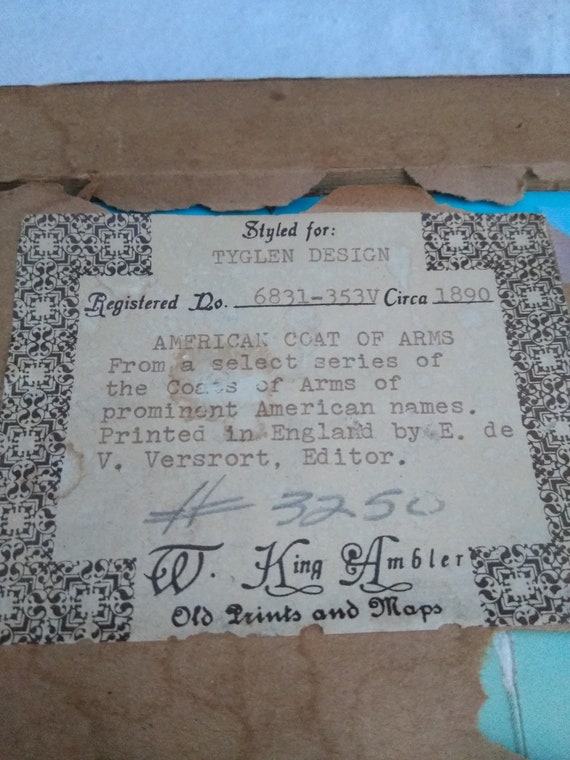 Styled for:
TYGLEN DESIGN
Registered No. 6831-353V Circa 1890
AMERICAN COAT OF ARMS
From a select series of
the Coats of Arms of
prominent American names.
Printed in England by E. de
V. Versrort, Editor.
# 3250
W. King Ambler
Old Prints and Maps